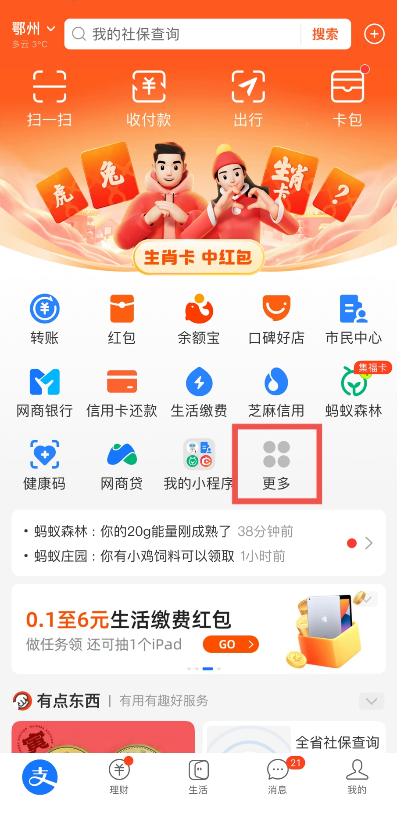 鄂州
多云 3°C
我的社保查询
搜索
扫一扫 收付款 出行 卡包
虎 兔 生肖卡 ?
生肖卡 中红包
转账 红包 余额宝 口碑好店 市民中心
集福卡
网商银行 信用卡还款 生活缴费 芝麻信用 蚂蚁森林
健康码 网商贷 我的小程序 更多
· 蚂蚁森林：你的20g能量刚成熟了 38分钟前
· 蚂蚁庄园：你有小鸡饲料可以领取 1小时前
0.1至6元生活缴费红包
做任务领 还可抽1个iPad GO
有点东西 | 有用有趣好服务
全省社保查询
支
21
理财 生活 消息 我的